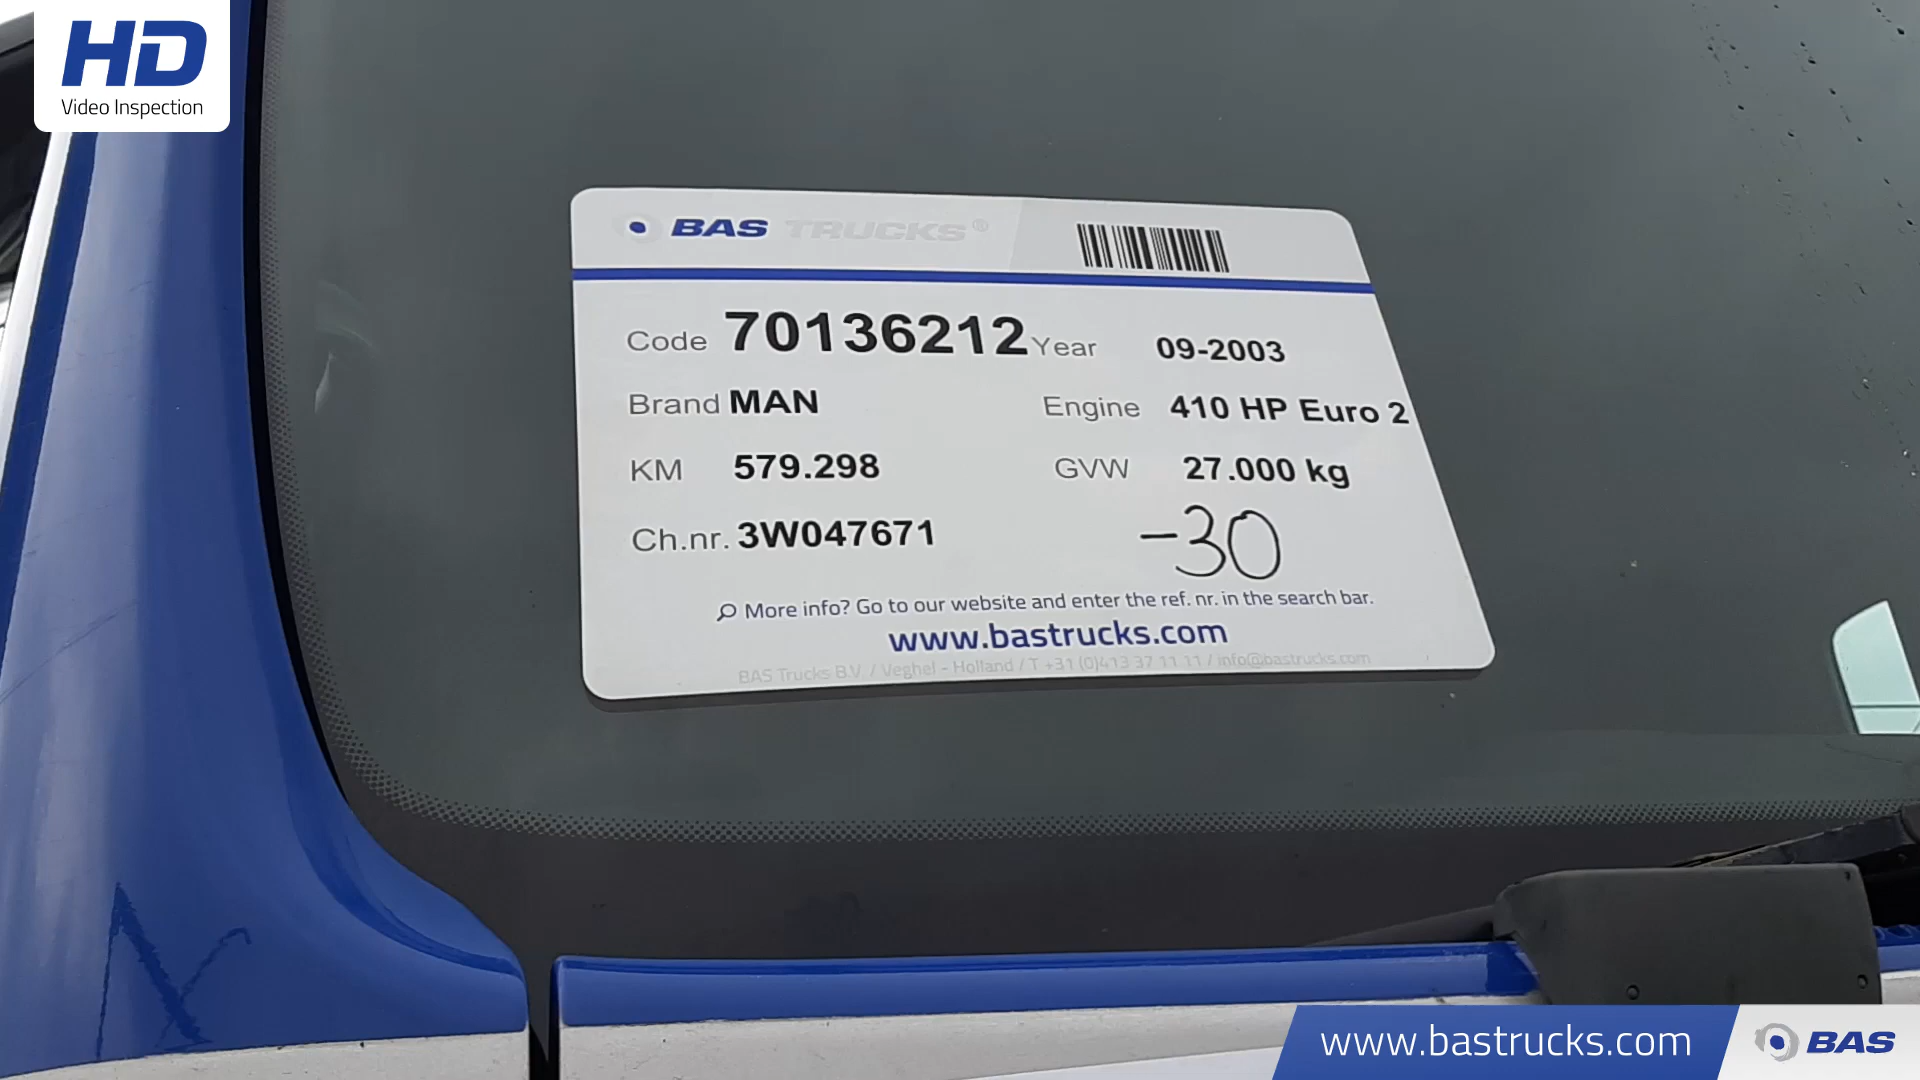 HD
Video Inspection
BAS TRUCKS®
Code 70136212 Year 09-2003
Brand MAN Engine 410 HP Euro 2
KM 579.298 GVW 27.000 kg
Ch.nr. 3W047671 -30
More info? Go to our website and enter the ref. nr. in the search bar.
www.bastrucks.com
BAS Trucks B.V. / Veghel - Holland / T +31 (0)413 37 11 11 / info@bastrucks.com
www.bastrucks.com BAS